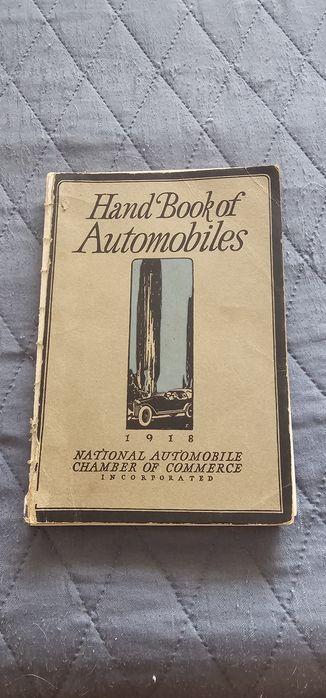 Hand Book of
Automobiles
1918
NATIONAL AUTOMOBILE
CHAMBER OF COMMERCE
INCORPORATED